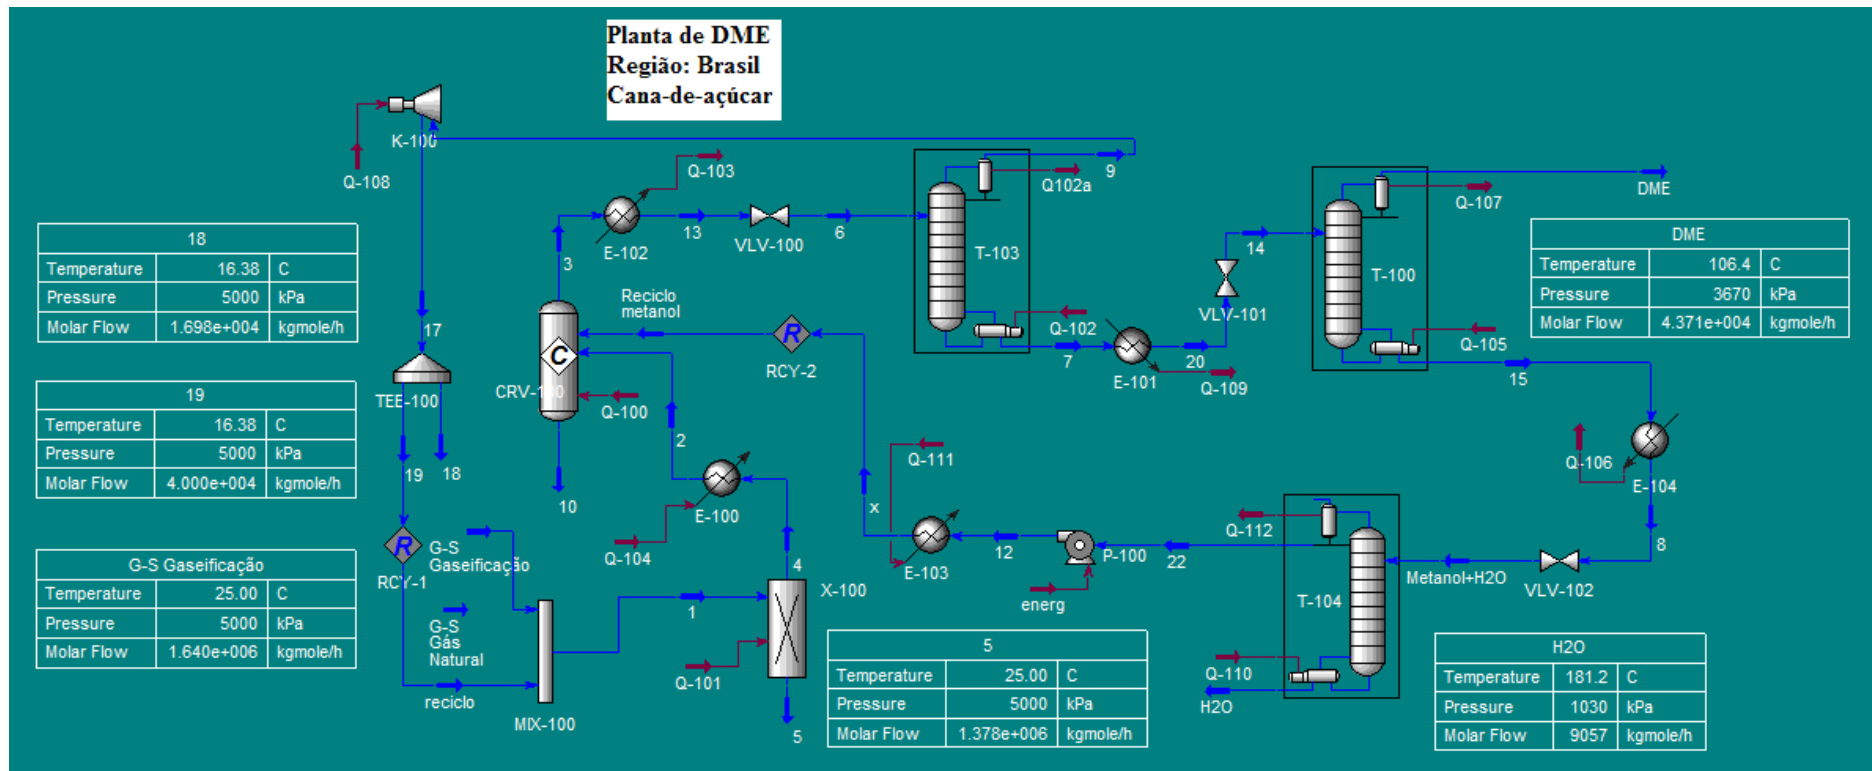 Planta de DME
Região: Brasil
Cana-de-açúcar
K-100
Q-108
Q-103
E-102
13
VLV-100
6
3
Q102a
9
T-103
Q-102
7
E-101
20
Q-109
VLV-101
14
T-100
Q-107
DME
Q-105
15
Q-106
E-104
8
VLV-102
Metanol+H2O
T-104
Q-112
Q-110
H2O
22
P-100
energ
12
E-103
Q-111
x
RCY-2
Reciclo
metanol
CRV-100
Q-100
10
2
E-100
Q-104
4
X-100
Q-101
5
1
MIX-100
reciclo
G-S
Gaseificação
G-S
Gás
Natural
RCY-1
19
18
TEE-100
17
18
Temperature 16.38 C
Pressure 5000 kPa
Molar Flow 1.698e+004 kgmole/h
19
Temperature 16.38 C
Pressure 5000 kPa
Molar Flow 4.000e+004 kgmole/h
G-S Gaseificação
Temperature 25.00 C
Pressure 5000 kPa
Molar Flow 1.640e+006 kgmole/h
5
Temperature 25.00 C
Pressure 5000 kPa
Molar Flow 1.378e+006 kgmole/h
DME
Temperature 106.4 C
Pressure 3670 kPa
Molar Flow 4.371e+004 kgmole/h
H2O
Temperature 181.2 C
Pressure 1030 kPa
Molar Flow 9057 kgmole/h
C
R
R